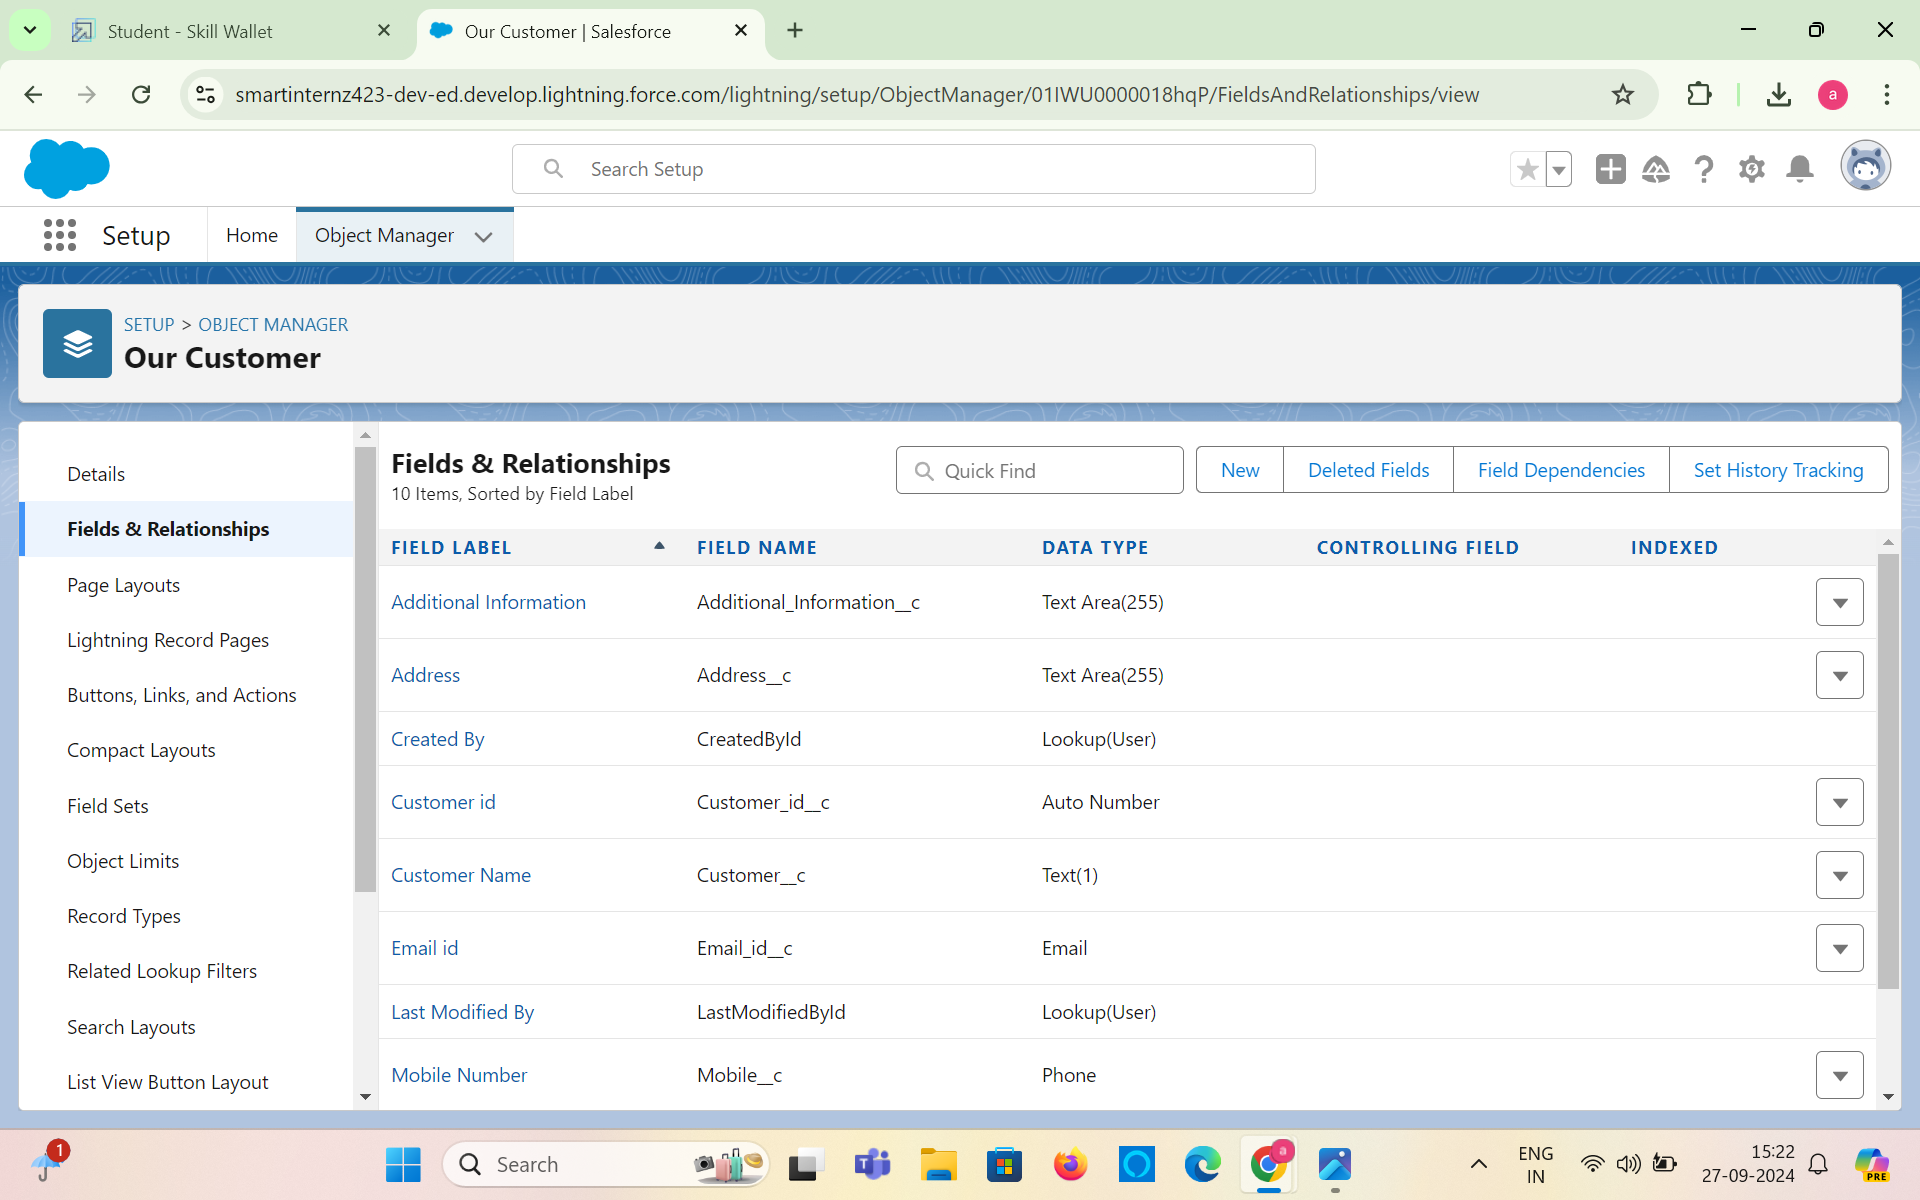 Student - Skill Wallet
Our Customer | Salesforce
smartinternz423-dev-ed.develop.lightning.force.com/lightning/setup/ObjectManager/01IWU0000018hqP/FieldsAndRelationships/view
a
Search Setup
Setup
Home
Object Manager
SETUP > OBJECT MANAGER
Our Customer
Details
Fields & Relationships
Page Layouts
Lightning Record Pages
Buttons, Links, and Actions
Compact Layouts
Field Sets
Object Limits
Record Types
Related Lookup Filters
Search Layouts
List View Button Layout
Fields & Relationships
10 Items, Sorted by Field Label
Quick Find
New
Deleted Fields
Field Dependencies
Set History Tracking
FIELD LABEL FIELD NAME DATA TYPE CONTROLLING FIELD INDEXED
Additional Information Additional_Information__c Text Area(255)
Address Address__c Text Area(255)
Created By CreatedById Lookup(User)
Customer id Customer_id__c Auto Number
Customer Name Customer__c Text(1)
Email id Email_id__c Email
Last Modified By LastModifiedById Lookup(User)
Mobile Number Mobile__c Phone
1
Search
a
ENG
IN
15:22
27-09-2024
PRE